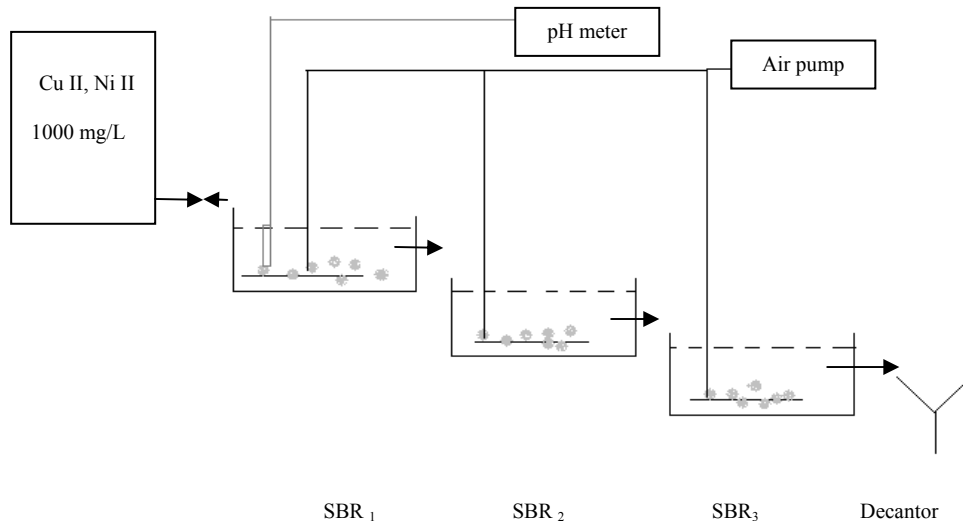 pH meter
Air pump
Cu II, Ni II
1000 mg/L
SBR 1
SBR 2
SBR3
Decantor